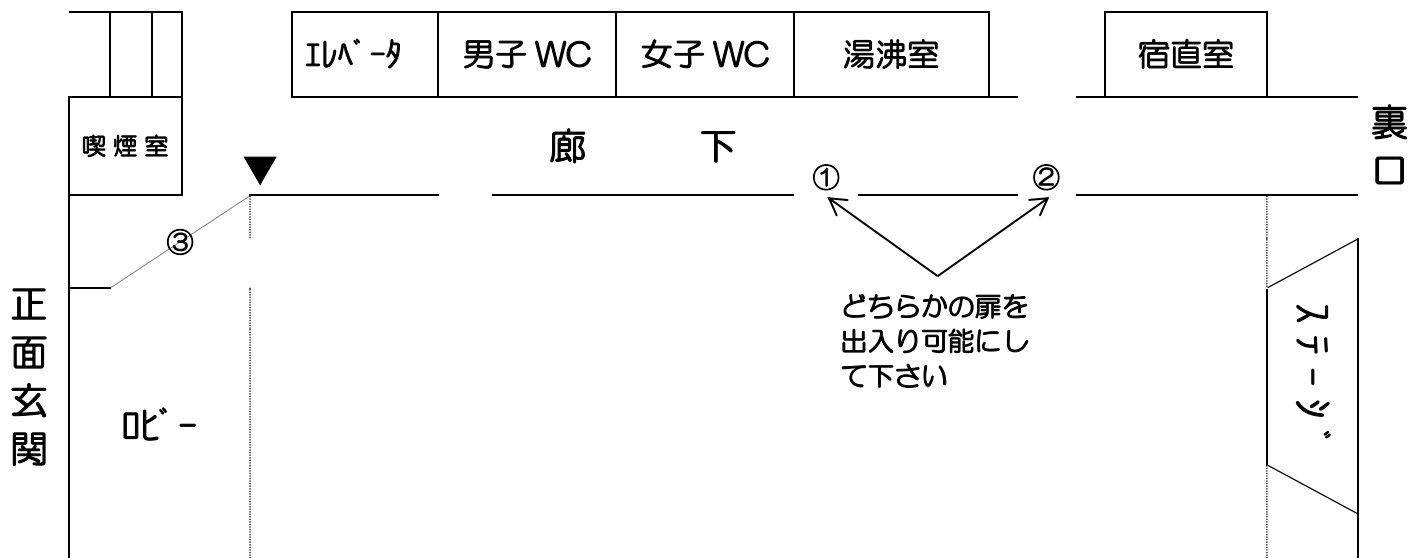 ｴﾚﾍﾞｰﾀ
男子 WC
女子 WC
湯沸室
宿直室
喫煙室
廊　　下
裏口
▼
①
②
③
どちらかの扉を
出入り可能にし
て下さい
正面玄関
ﾛﾋﾞｰ
ｽﾃｰｼﾞ